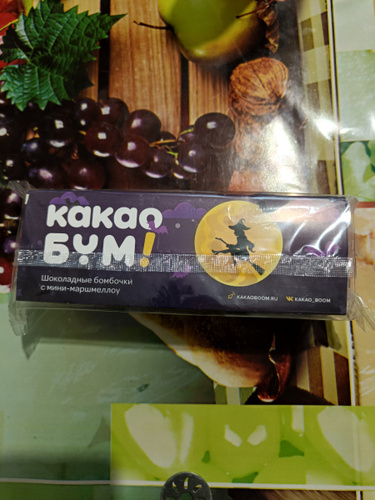 какао
БУМ!
Шоколадные бомбочки
с мини-маршмеллоу
KAKAOBOOM.RU KAKAO_BOOM